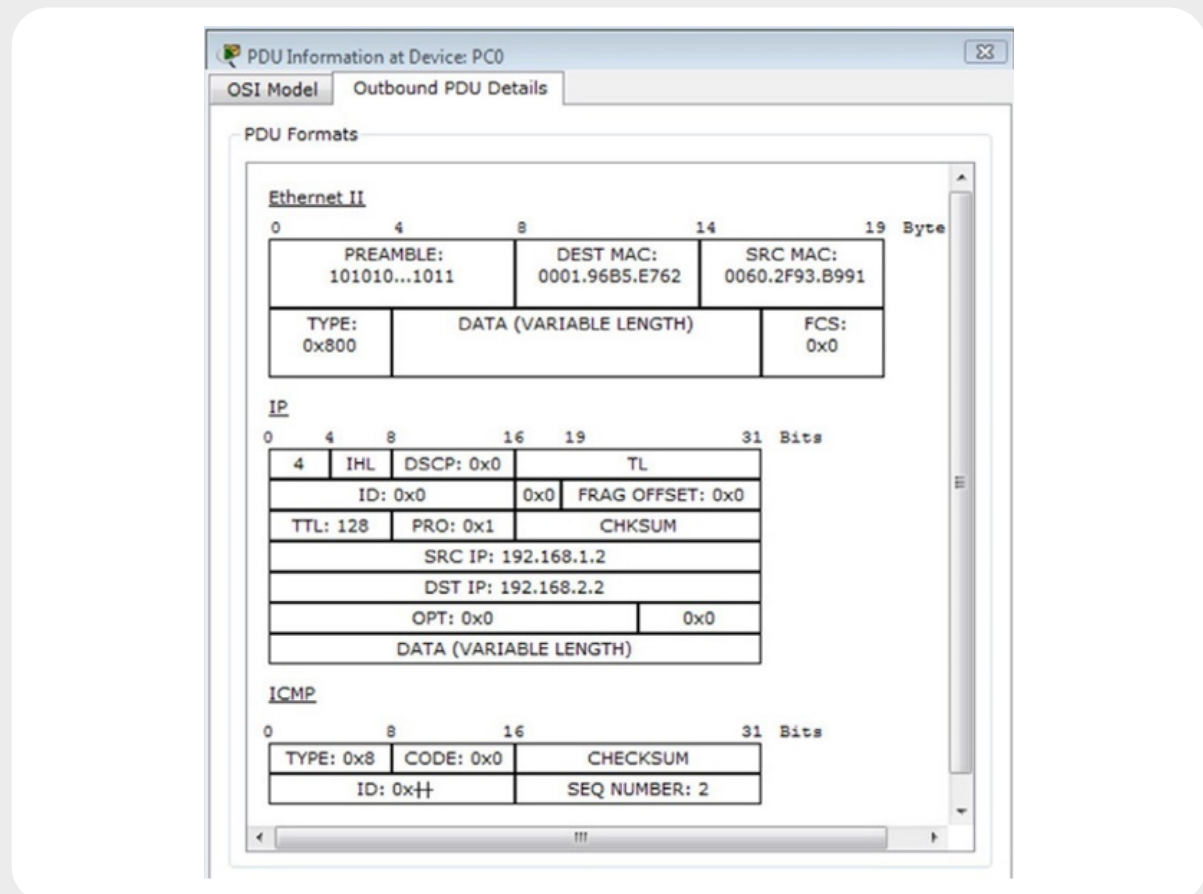 PDU Information at Device: PC0
OSI Model Outbound PDU Details
PDU Formats
Ethernet II
0 4 8 14 19 Byte
PREAMBLE: DEST MAC: SRC MAC:
101010...1011 0001.96B5.E762 0060.2F93.B991
TYPE: DATA (VARIABLE LENGTH) FCS:
0x800 0x0
IP
0 4 8 16 19 31 Bits
4 IHL DSCP: 0x0 TL
ID: 0x0 0x0 FRAG OFFSET: 0x0
TTL: 128 PRO: 0x1 CHKSUM
SRC IP: 192.168.1.2
DST IP: 192.168.2.2
OPT: 0x0 0x0
DATA (VARIABLE LENGTH)
ICMP
0 8 16 31 Bits
TYPE: 0x8 CODE: 0x0 CHECKSUM
ID: SEQ NUMBER: 2